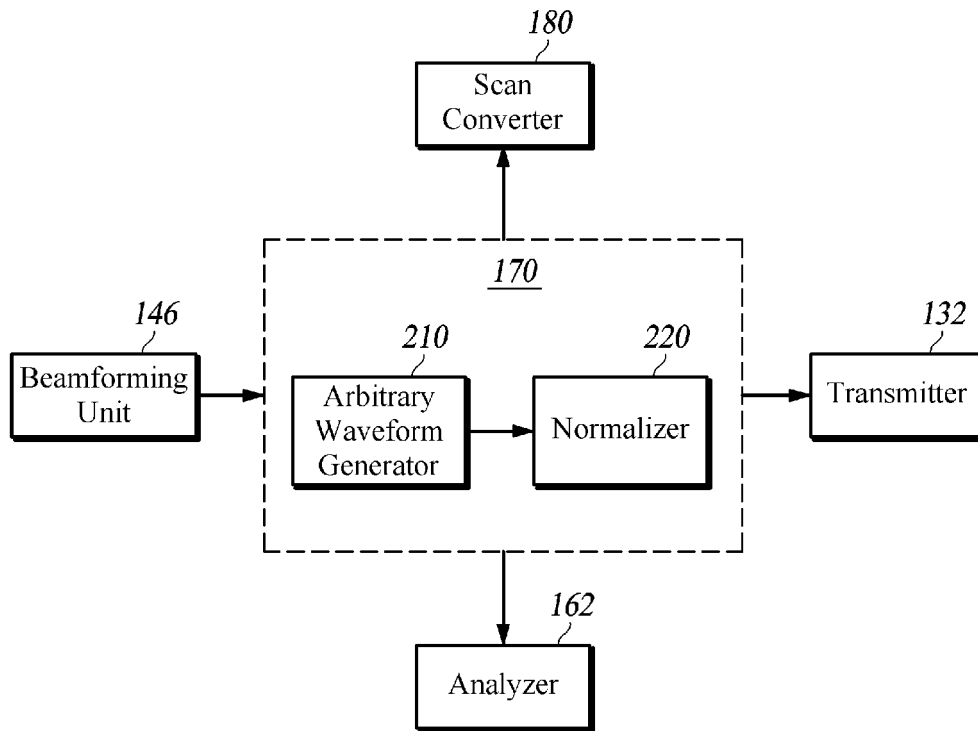 180
Scan
Converter
170
146
Beamforming
Unit
210
Arbitrary
Waveform
Generator
220
Normalizer
132
Transmitter
162
Analyzer